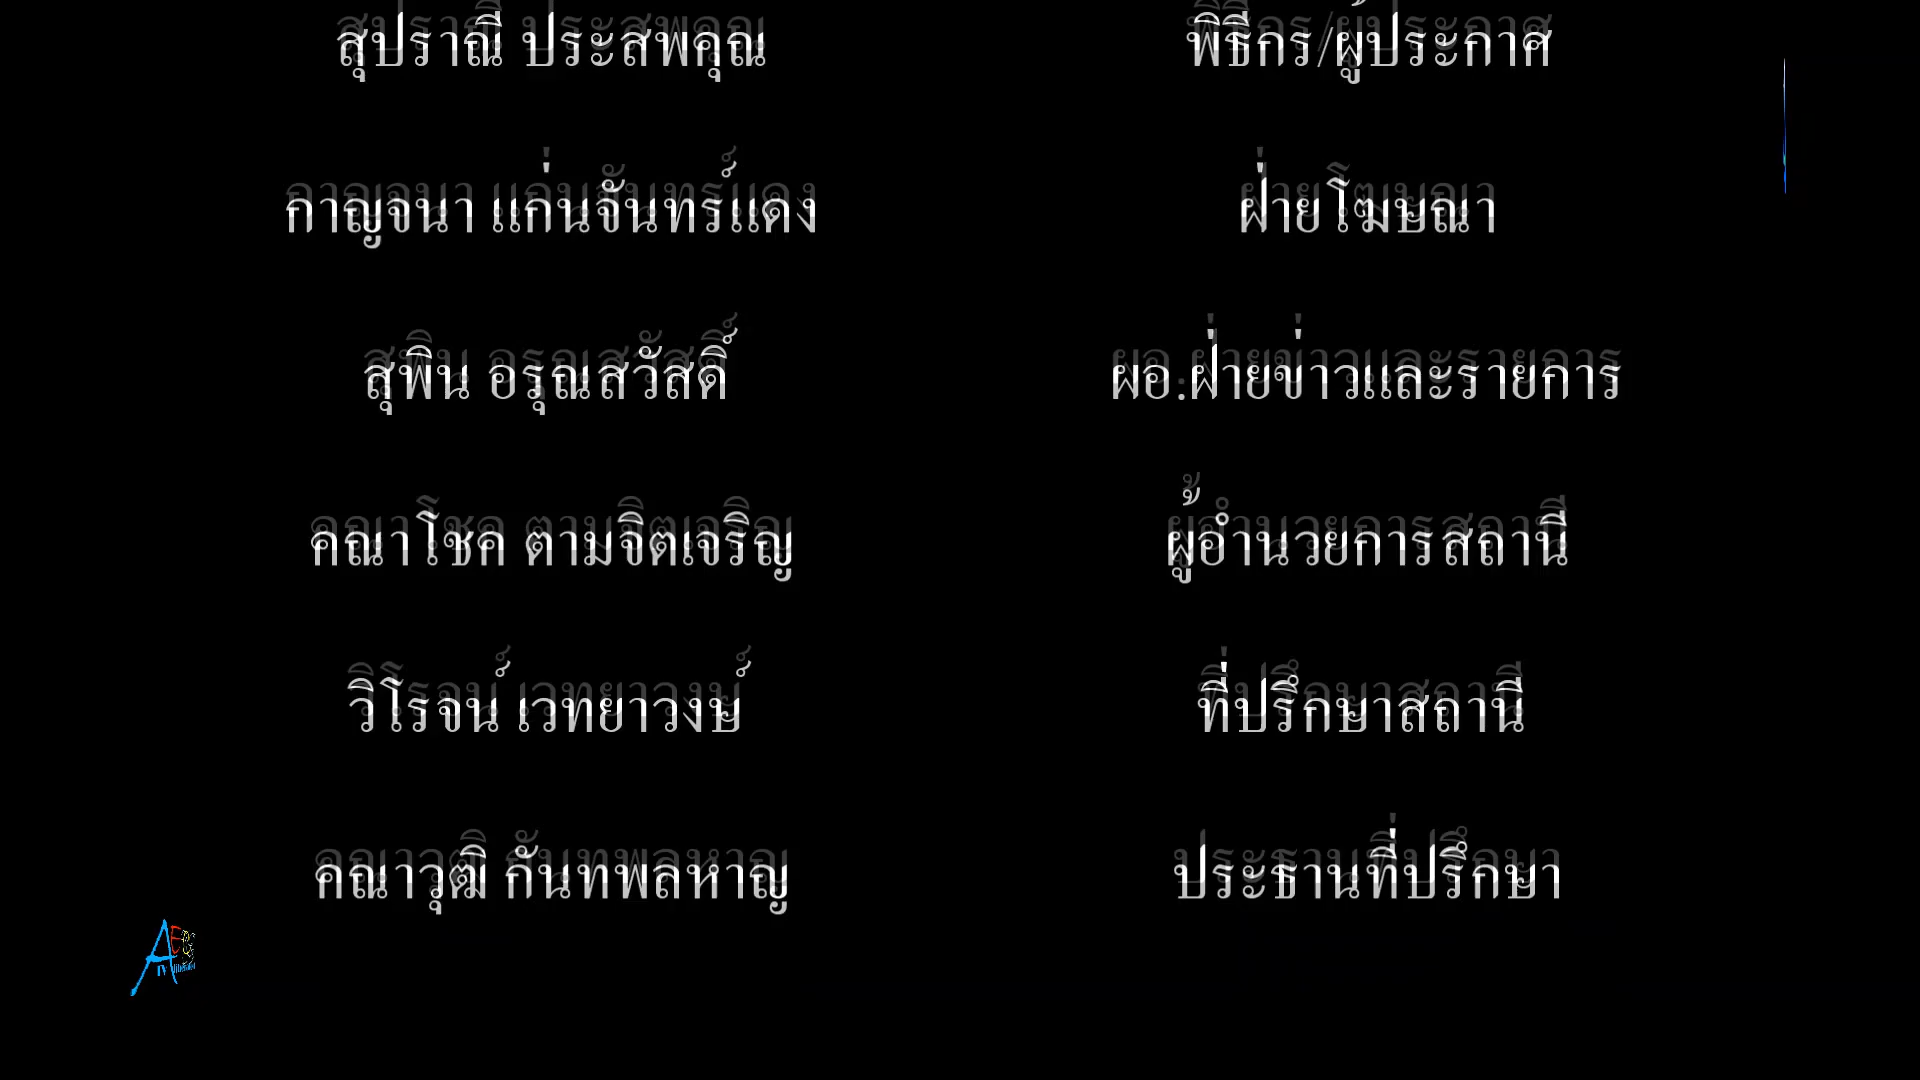 สุปราณี ประสพคุณ พิธีกร/ผู้ประกาศ
กาญจนา แก่นจันทร์แดง ฝ่ายโฆษณา
สุพิน อรุณสวัสดิ์ ผอ.ฝ่ายข่าวและรายการ
คณาโชค ตามจิตเจริญ ผู้อำนวยการสถานี
วิโรจน์ เวทยาวงษ์ ที่ปรึกษาสถานี
คณาวุฒิ กันทพลหาญ ประธานที่ปรึกษา